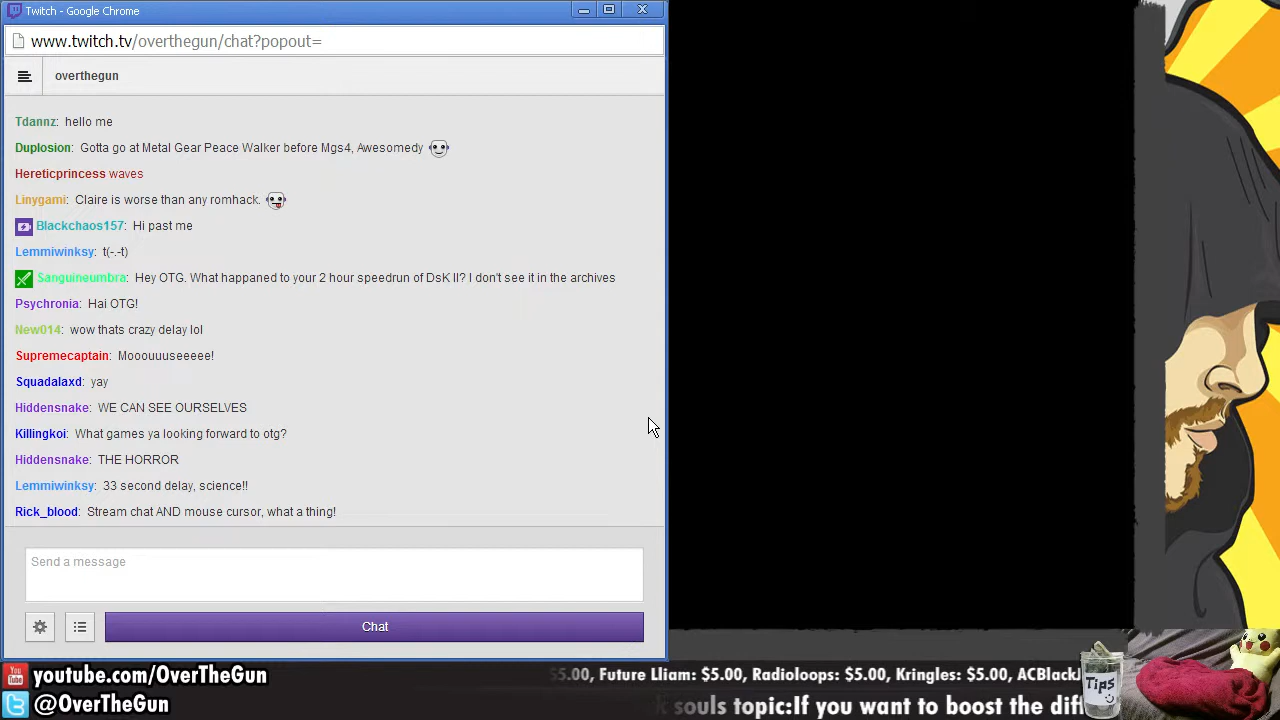 Twitch - Google Chrome
www.twitch.tv/overthegun/chat?popout=
overthegun
Tdannz: hello me
Duplosion: Gotta go at Metal Gear Peace Walker before Mgs4, Awesomedy
Hereticprincess waves
Linygami: Claire is worse than any romhack.
Blackchaos157: Hi past me
Lemmiwinksy: t(-.-t)
Sanguineumbra: Hey OTG. What happaned to your 2 hour speedrun of DsK II? I don't see it in the archives
Psychronia: Hai OTG!
New014: wow thats crazy delay lol
Supremecaptain: Mooouuuseeeee!
Squadalaxd: yay
Hiddensnake: WE CAN SEE OURSELVES
Killingkoi: What games ya looking forward to otg?
Hiddensnake: THE HORROR
Lemmiwinksy: 33 second delay, science!!
Rick_blood: Stream chat AND mouse cursor, what a thing!
Send a message
Chat
You Tube youtube.com/OverTheGun
@OverTheGun
$5.00, Future Lliam: $5.00, Radioloops: $5.00, Kringles: $5.00, ACBlackJ
k souls topic:If you want to boost the diff
Tips